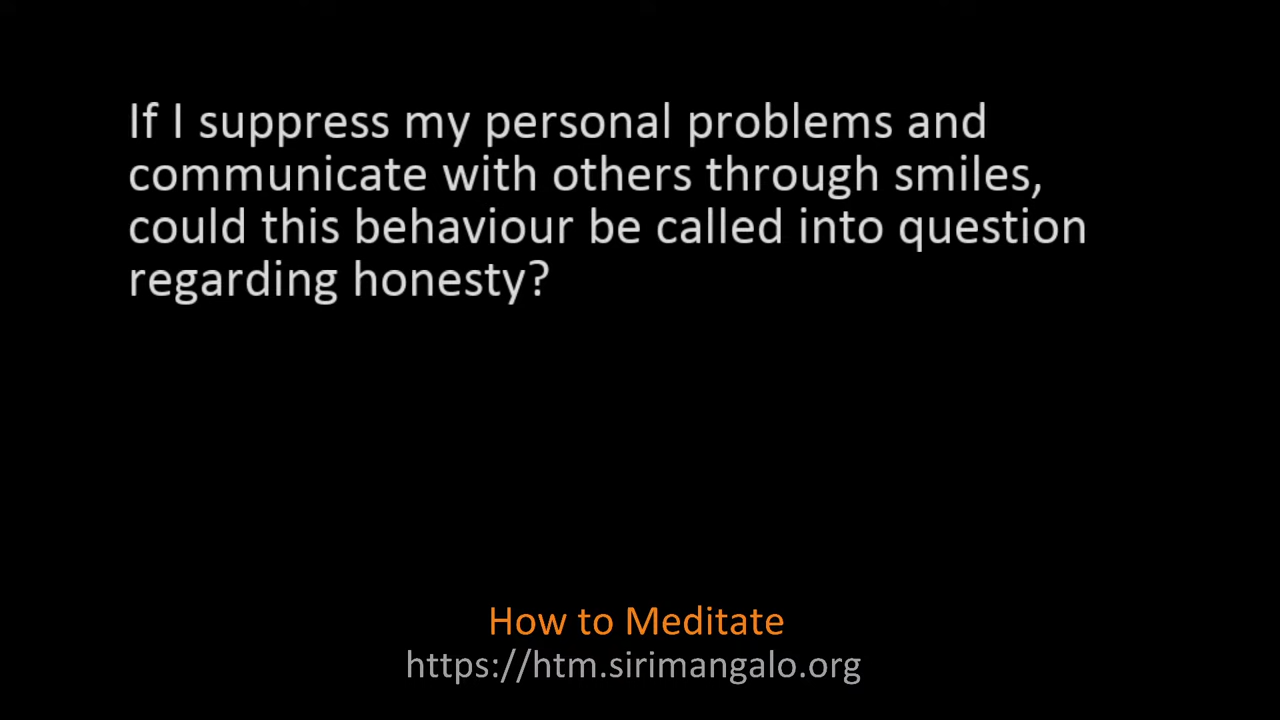 If I suppress my personal problems and
communicate with others through smiles,
could this behaviour be called into question
regarding honesty?
How to Meditate
https://htm.sirimangalo.org